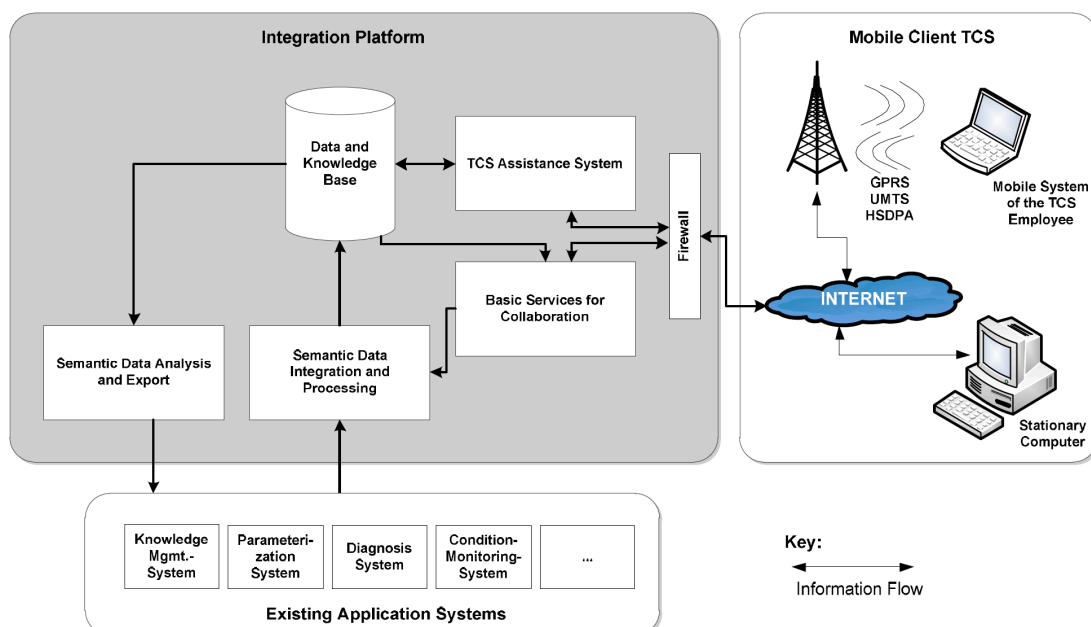 Integration Platform
Mobile Client TCS
Data and
Knowledge
Base
TCS Assistance System
Firewall
GPRS
UMTS
HSDPA
Mobile System
of the TCS
Employee
Basic Services for
Collaboration
INTERNET
Semantic Data Analysis
and Export
Semantic Data
Integration and
Processing
Stationary
Computer
Knowledge
Mgmt.-
System
Parameteri-
zation
System
Diagnosis
System
Condition-
Monitoring-
System
...
Existing Application Systems
Key:
Information Flow